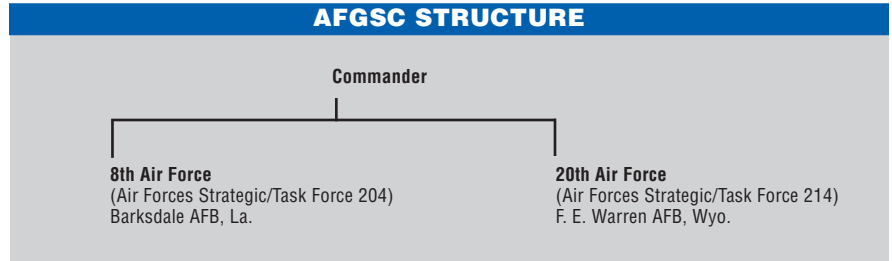 AFGSC STRUCTURE
Commander
8th Air Force
(Air Forces Strategic/Task Force 204)
Barksdale AFB, La.
20th Air Force
(Air Forces Strategic/Task Force 214)
F. E. Warren AFB, Wyo.